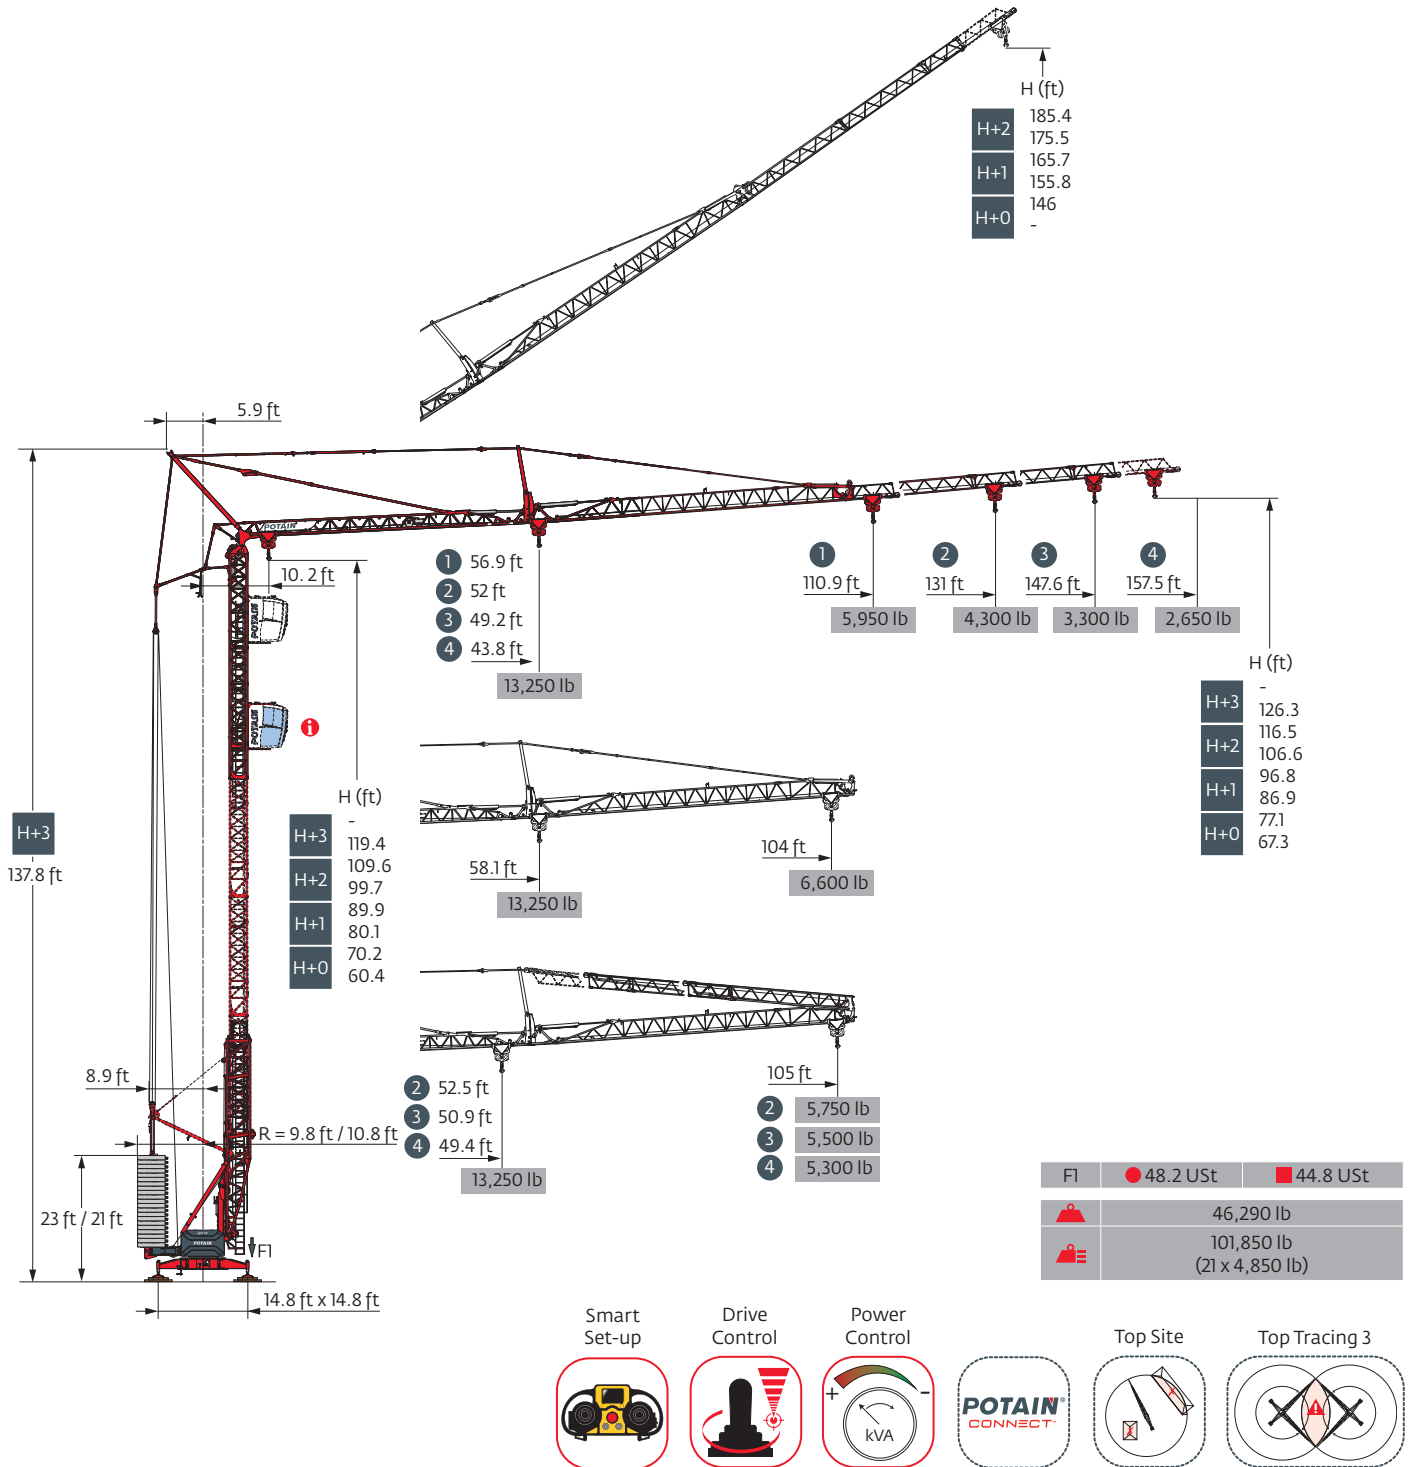 H (ft)
H+2
185.4
175.5
H+1
165.7
155.8
H+0
146
-
5.9 ft
POTAIN
10.2 ft
POTAIN
POTAIN
i
1 56.9 ft
2 52 ft
3 49.2 ft
4 43.8 ft
13,250 lb
1
110.9 ft
5,950 lb
2
131 ft
4,300 lb
3
147.6 ft
3,300 lb
4
157.5 ft
2,650 lb
H (ft)
-
H+3
126.3
116.5
H+2
106.6
96.8
H+1
86.9
77.1
H+0
67.3
H+3
137.8 ft
H (ft)
-
H+3
119.4
109.6
H+2
99.7
89.9
H+1
80.1
70.2
H+0
60.4
58.1 ft
13,250 lb
104 ft
6,600 lb
8.9 ft
R = 9.8 ft / 10.8 ft
23 ft / 21 ft
POTAIN
F1
14.8 ft x 14.8 ft
2 52.5 ft
3 50.9 ft
4 49.4 ft
13,250 lb
105 ft
2 5,750 lb
3 5,500 lb
4 5,300 lb
F1 48.2 USt 44.8 USt
46,290 lb
101,850 lb
(21 x 4,850 lb)
Smart
Set-up
Drive
Control
Power
Control
+ -
kVA
POTAIN®
CONNECT
Top Site
Top Tracing 3